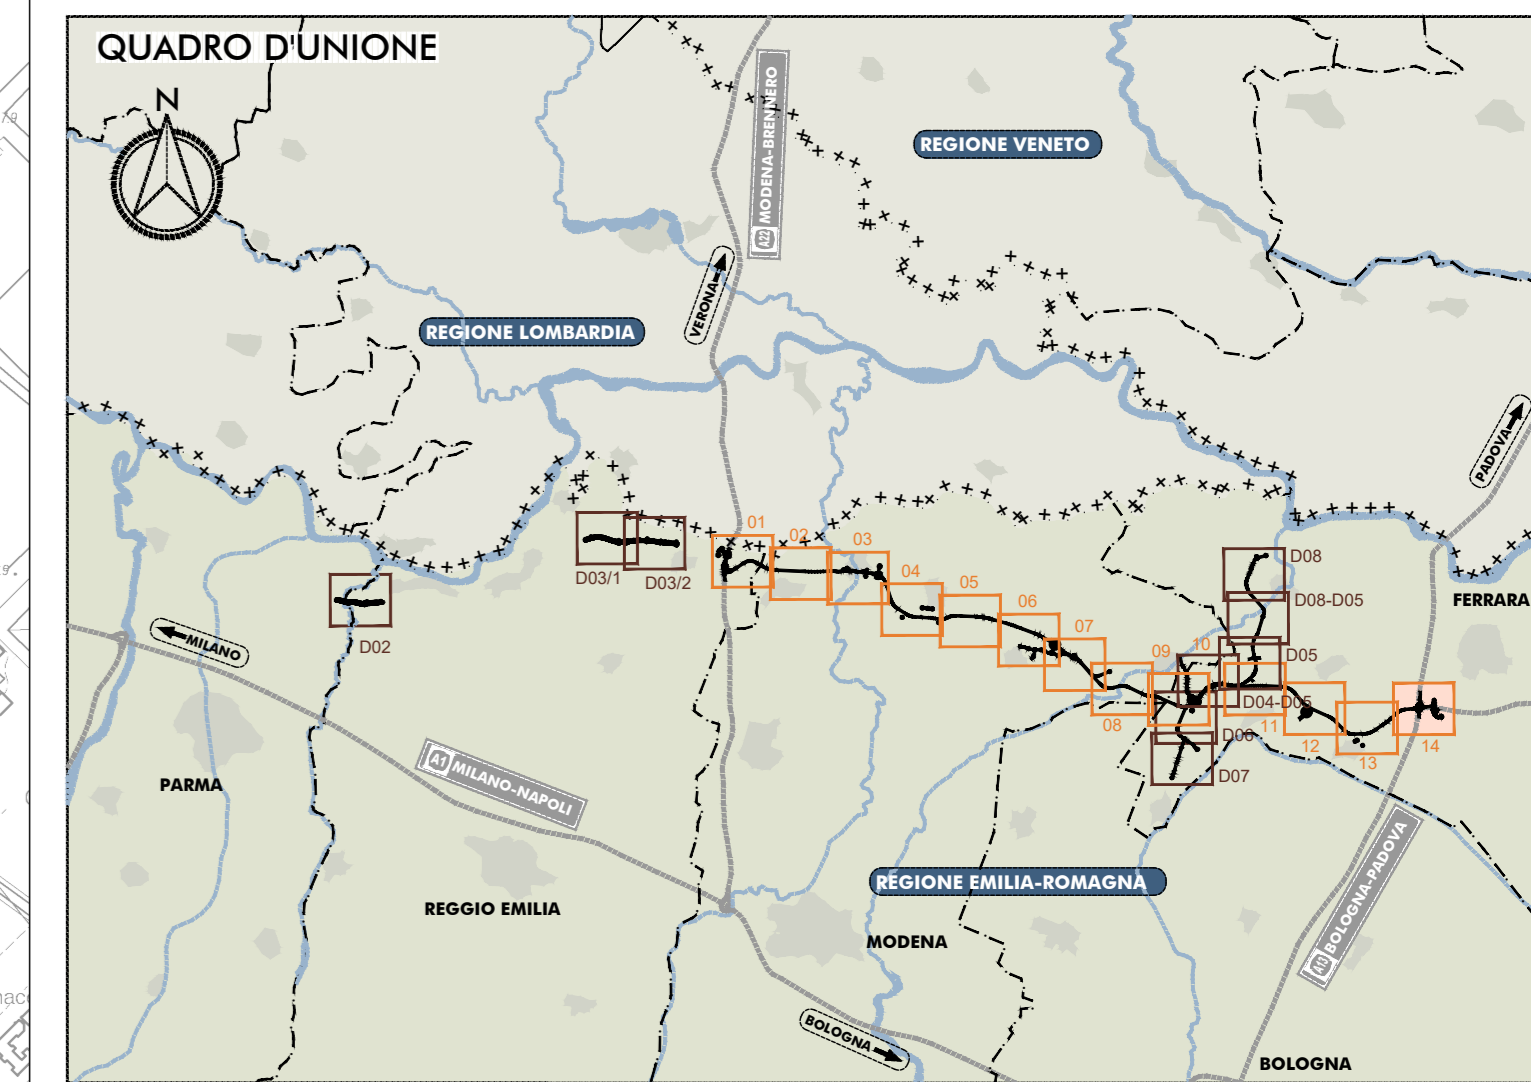 QUADRO D'UNIONE
N
A22 MODENA-BRENNERO
REGIONE VENETO
VERONA
REGIONE LOMBARDIA
PADOVA
01
02
03
04
05
06
07
08
09
10
11
12
13
14
D03/1
D03/2
D02
D08
D08-D05
D05
D04-D05
D06
D07
FERRARA
MILANO
PARMA
A1 MILANO-NAPOLI
REGGIO EMILIA
REGIONE EMILIA-ROMAGNA
MODENA
A13 BOLOGNA-PADOVA
BOLOGNA
BOLOGNA